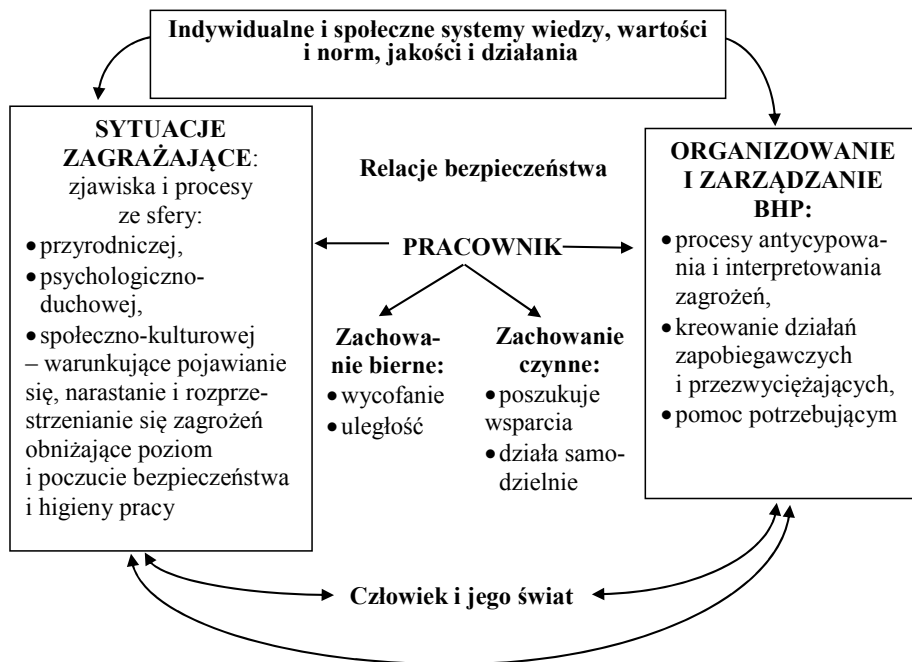 Indywidualne i społeczne systemy wiedzy, wartości
i norm, jakości i działania
SYTUACJE
ZAGRAŻAJĄCE:
zjawiska i procesy
ze sfery:
• przyrodniczej,
• psychologiczno-
duchowej,
• społeczno-kulturowej
– warunkujące pojawianie
się, narastanie i rozprze-
strzenianie się zagrożeń
obniżające poziom
i poczucie bezpieczeństwa
i higieny pracy
Relacje bezpieczeństwa
PRACOWNIK
Zachowa-
nie bierne:
• wycofanie
• uległość
Zachowanie
czynne:
• poszukuje
wsparcia
• działa samo-
dzielnie
ORGANIZOWANIE
I ZARZĄDZANIE
BHP:
• procesy antycypowa-
nia i interpretowania
zagrożeń,
• kreowanie działań
zapobiegawczych
i przezwyciężających,
• pomoc potrzebującym
Człowiek i jego świat